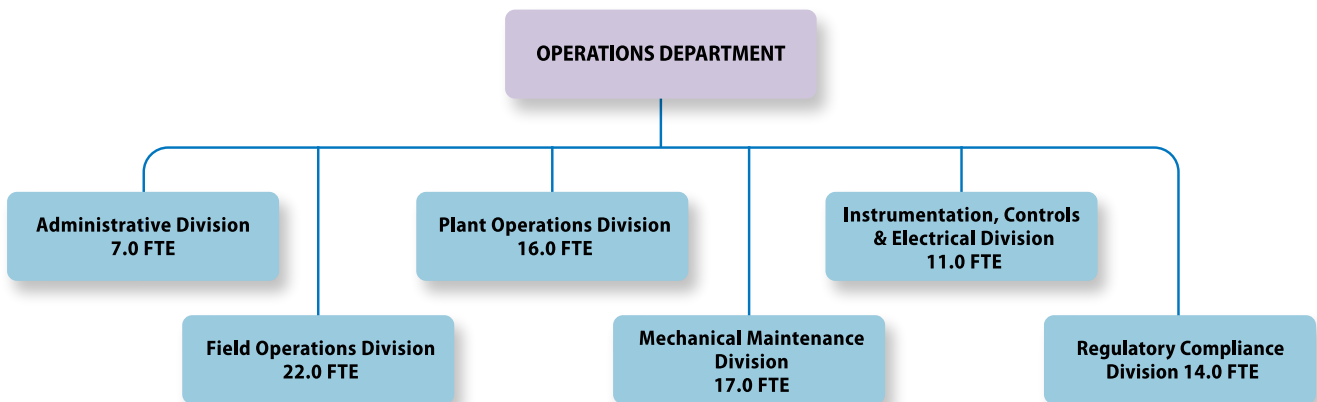 OPERATIONS DEPARTMENT
Administrative Division
7.0 FTE
Plant Operations Division
16.0 FTE
Instrumentation, Controls
& Electrical Division
11.0 FTE
Field Operations Division
22.0 FTE
Mechanical Maintenance
Division
17.0 FTE
Regulatory Compliance
Division 14.0 FTE